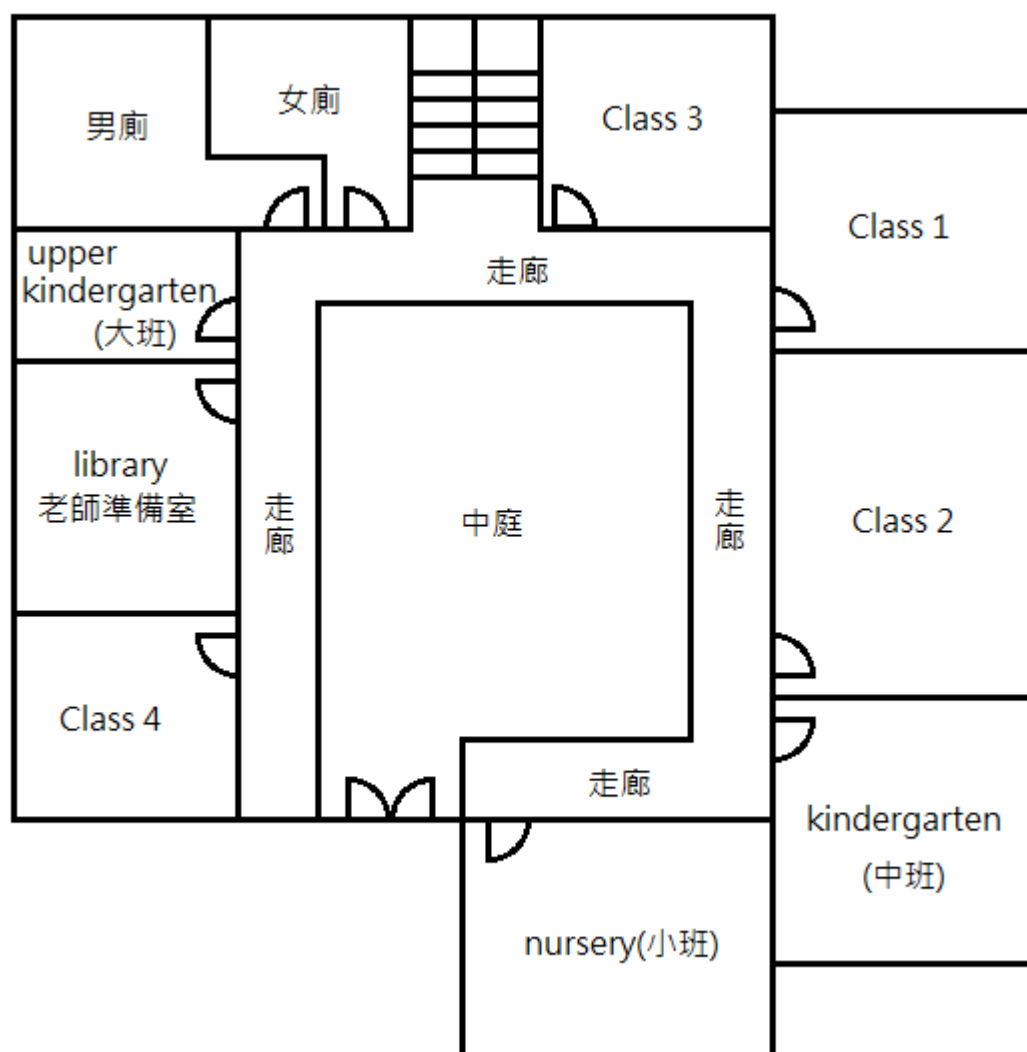 男廁
女廁
Class 3
Class 1
upper
kindergarten
(大班)
走廊
library
老師準備室
走廊
中庭
走廊
Class 2
Class 4
走廊
kindergarten
(中班)
nursery(小班)